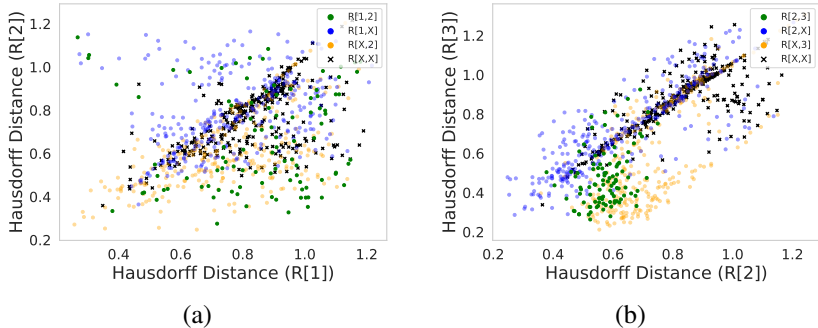 Hausdorff Distance (R[2])
1.2
1.0
0.8
0.6
0.4
0.2
R[1,2]
R[1,X]
R[X,2]
R[X,X]
0.4 0.6 0.8 1.0 1.2
Hausdorff Distance (R[1])
(a)
Hausdorff Distance (R[3])
1.2
1.0
0.8
0.6
0.4
0.2
R[2,3]
R[2,X]
R[X,3]
R[X,X]
0.2 0.4 0.6 0.8 1.0 1.2
Hausdorff Distance (R[2])
(b)